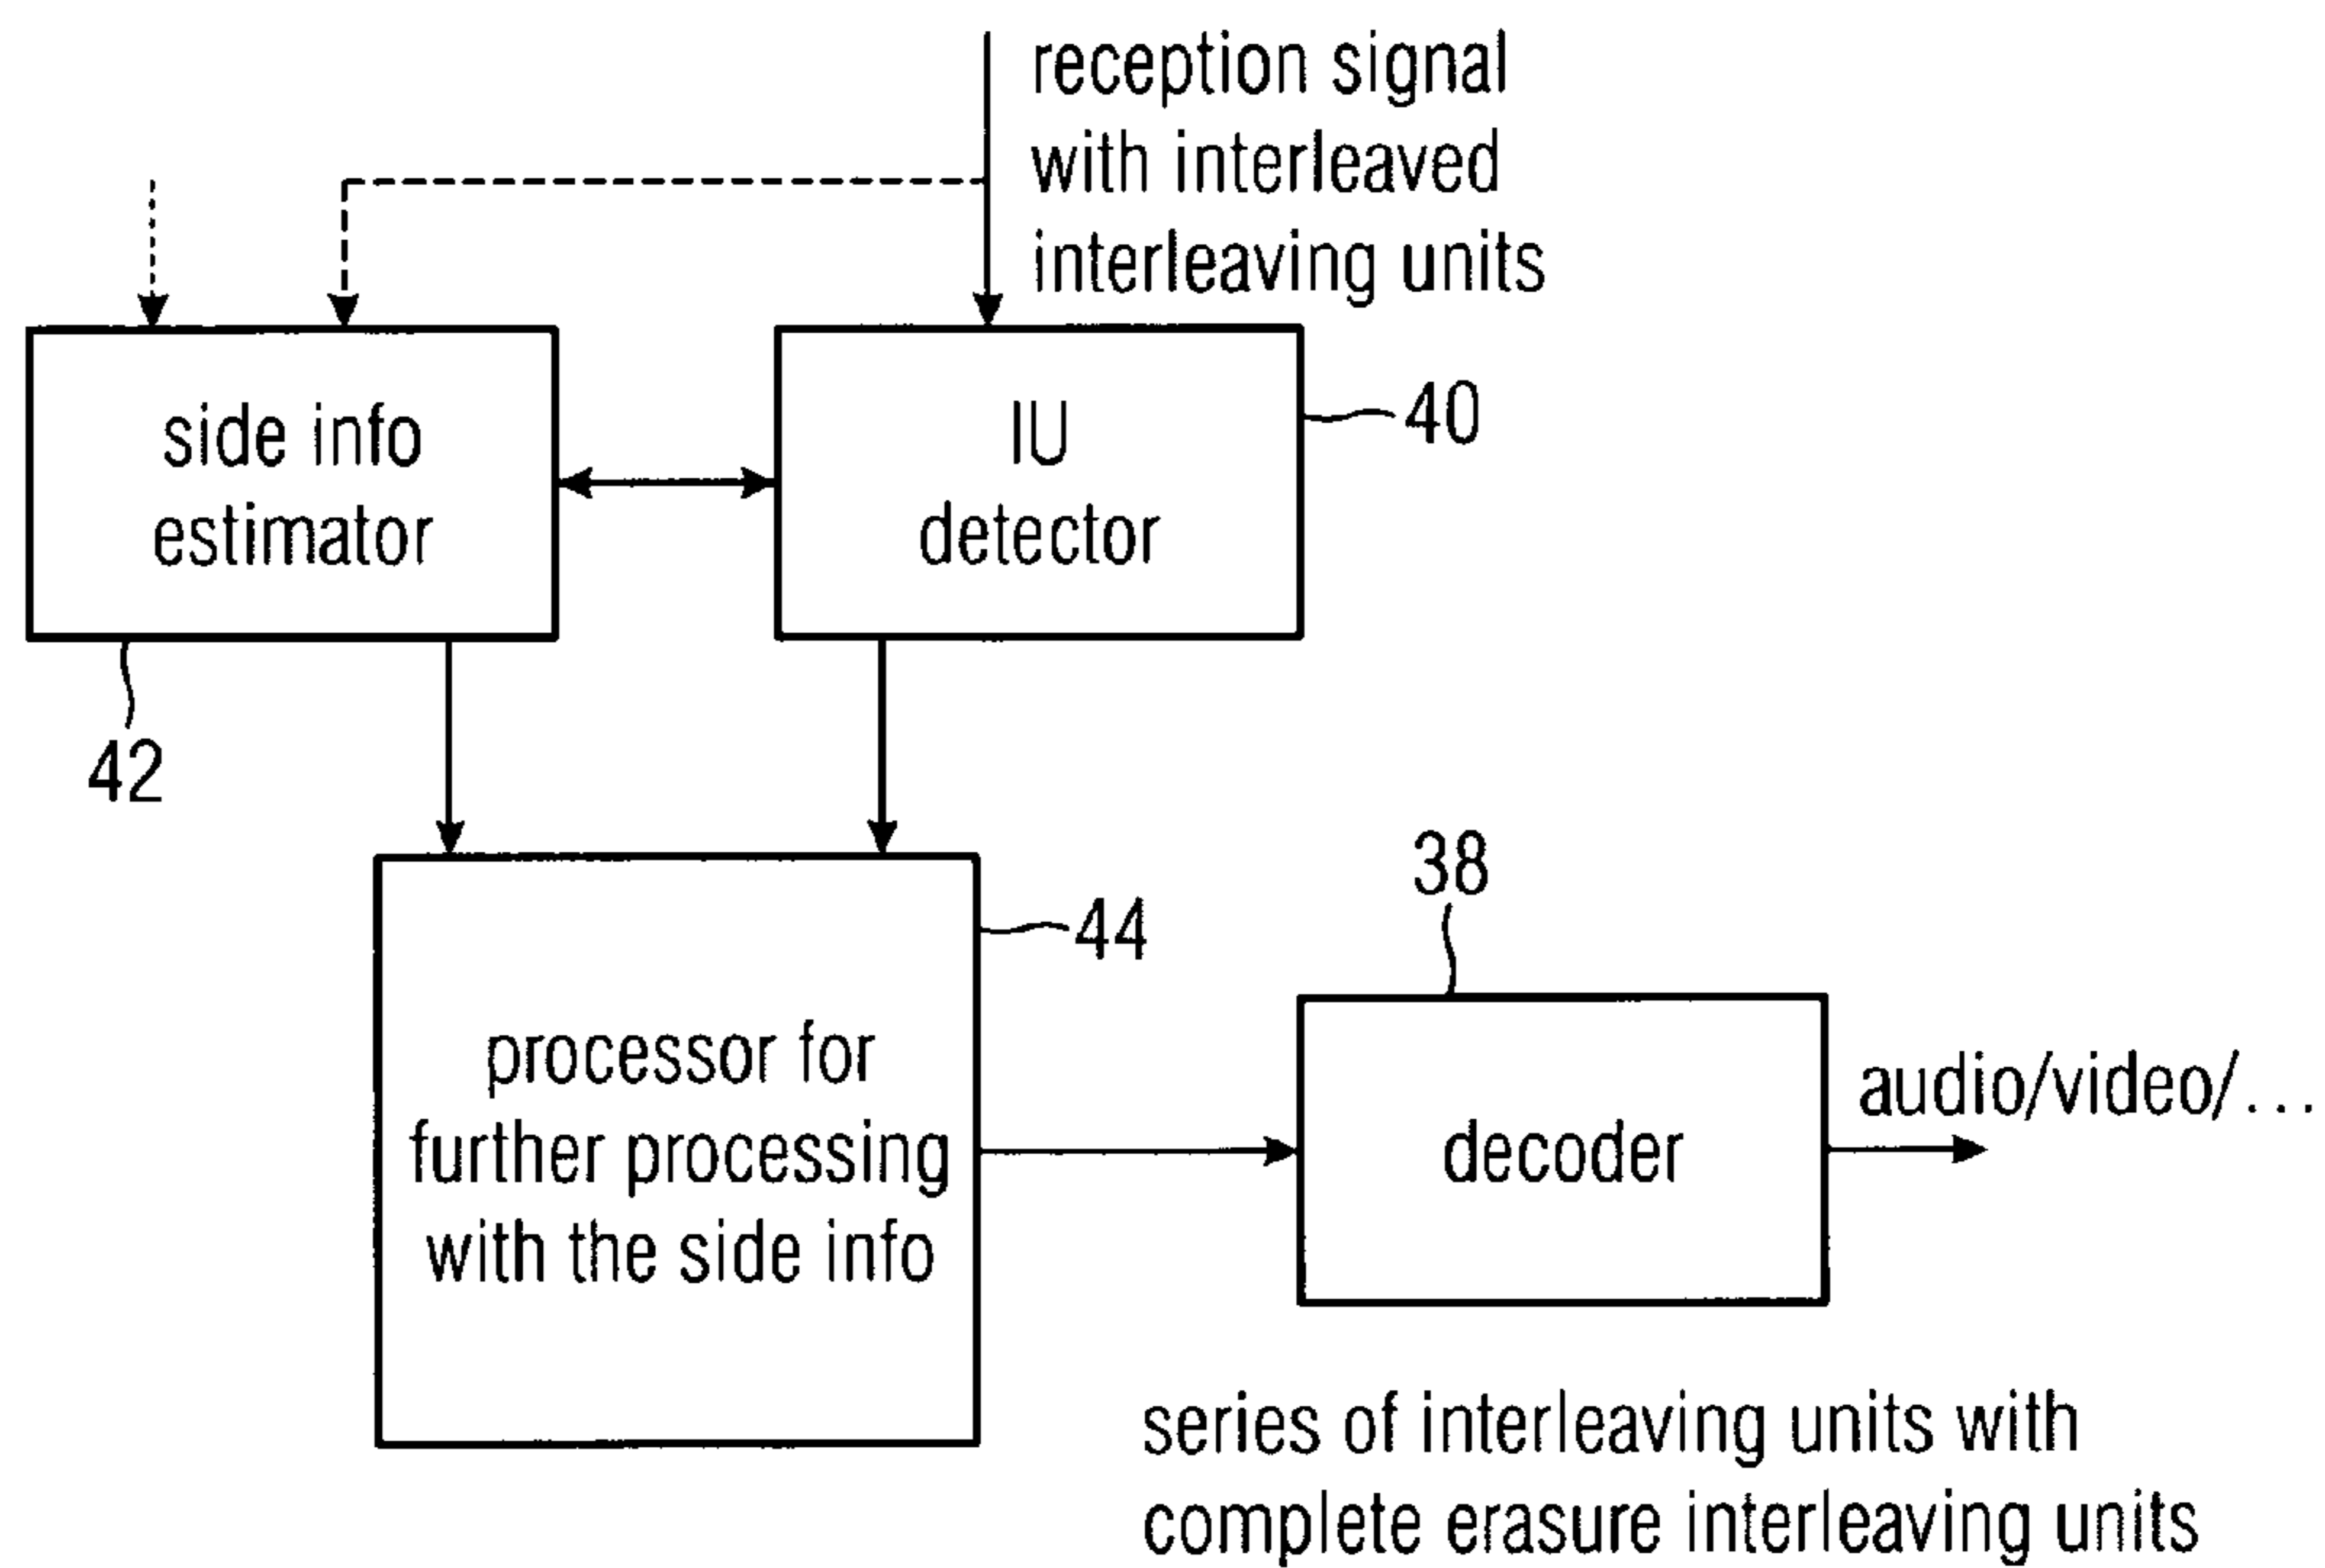 reception signal
with interleaved
interleaving units
side info
estimator
IU
detector
40
42
44
38
processor for
further processing
with the side info
decoder
audio/video/...
series of interleaving units with
complete erasure interleaving units